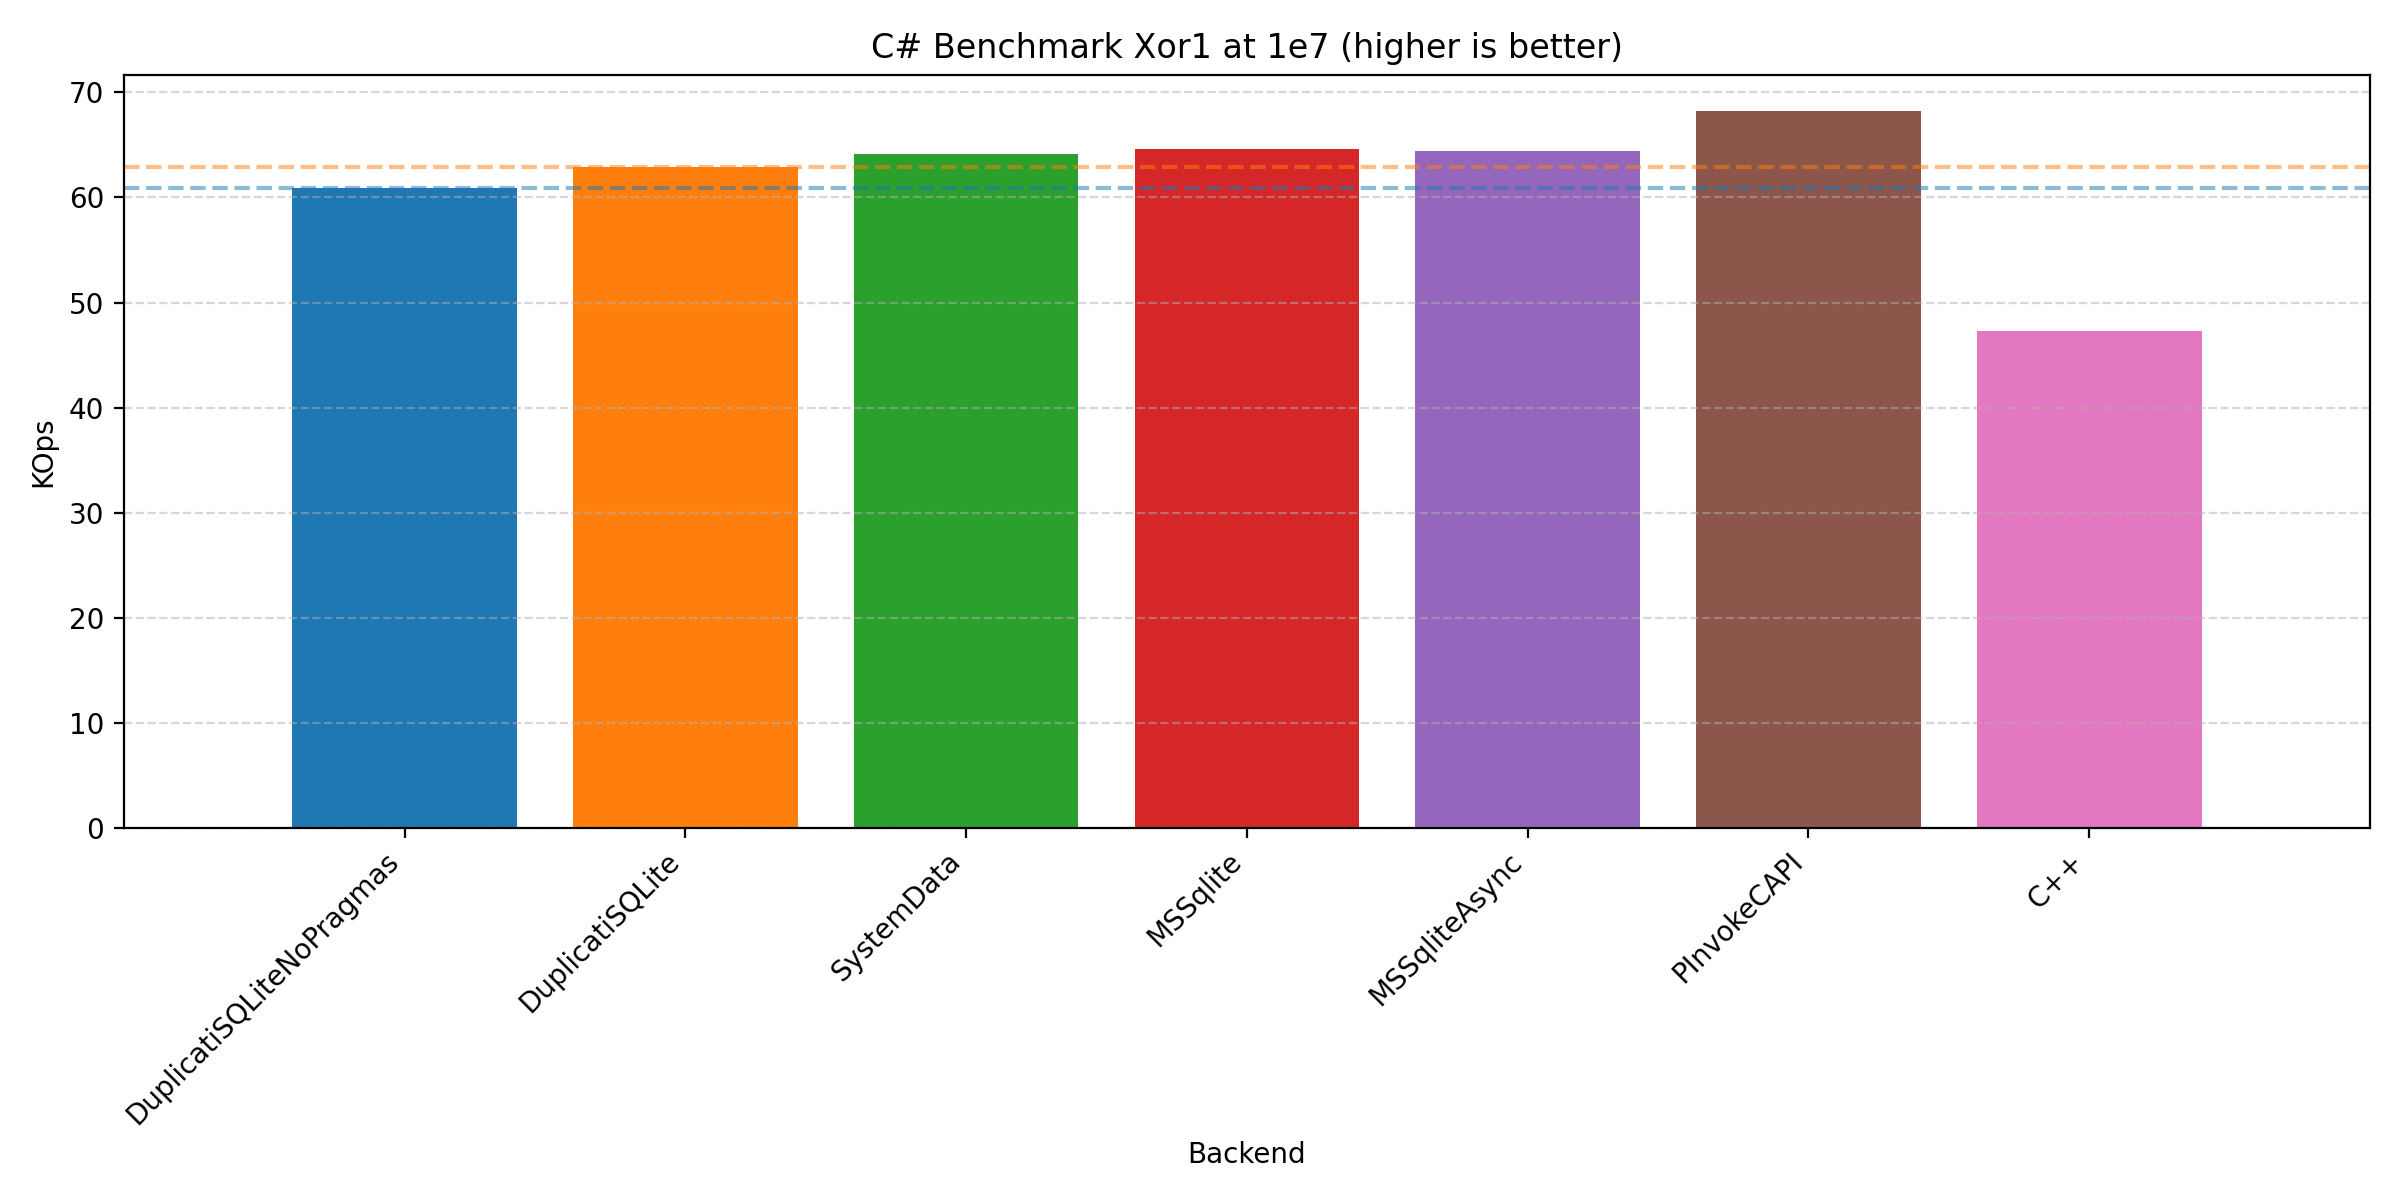 C# Benchmark Xor1 at 1e7 (higher is better)
70
60
50
40
30
20
10
0
KOps
DuplicatiSQLiteNoPragmas
DuplicatiSQLite
SystemData
MSSqlite
MSSqliteAsync
PInvokeCAPI
C++
Backend